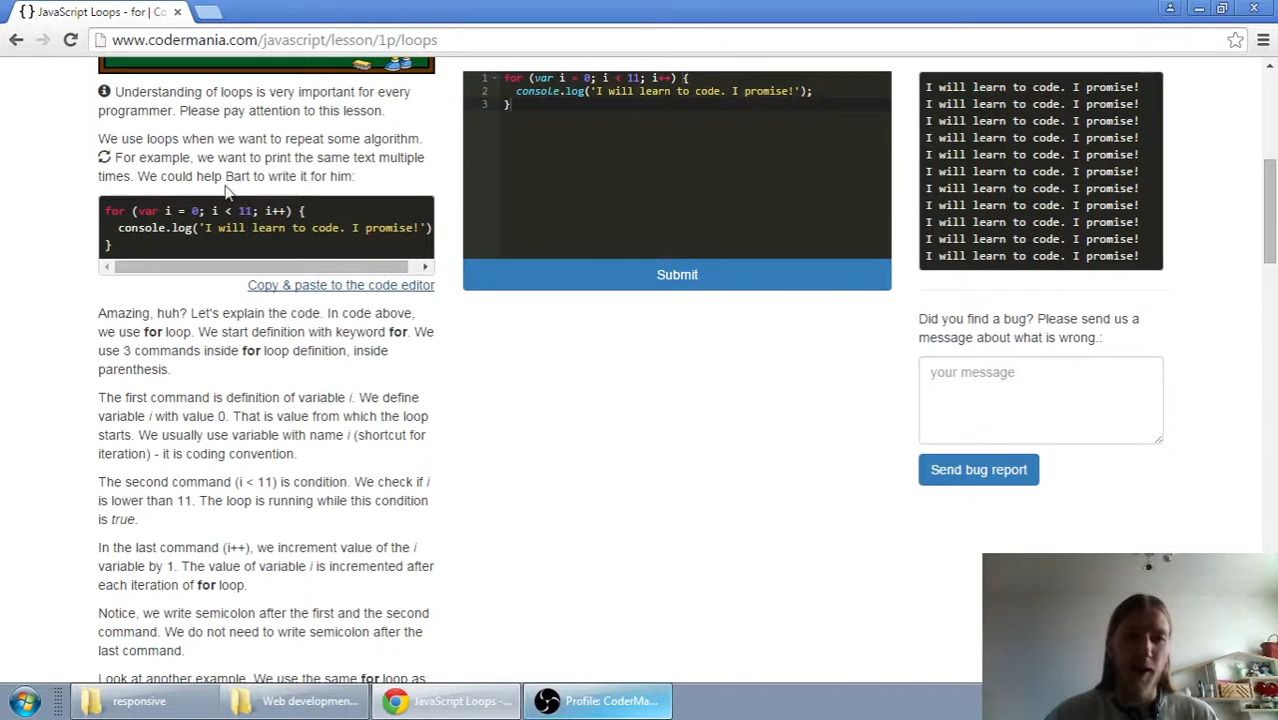 {} JavaScript Loops - for | Co
www.codermania.com/javascript/lesson/1p/loops
Understanding of loops is very important for every
programmer. Please pay attention to this lesson.
We use loops when we want to repeat some algorithm.
For example, we want to print the same text multiple
times. We could help Bart to write it for him:
for (var i = 0; i < 11; i++) {
console.log('I will learn to code. I promise!')
}
Copy & paste to the code editor
Amazing, huh? Let's explain the code. In code above,
we use for loop. We start definition with keyword for. We
use 3 commands inside for loop definition, inside
parenthesis.
The first command is definition of variable i. We define
variable i with value 0. That is value from which the loop
starts. We usually use variable with name i (shortcut for
iteration) - it is coding convention.
The second command (i < 11) is condition. We check if i
is lower than 11. The loop is running while this condition
is true.
In the last command (i++), we increment value of the i
variable by 1. The value of variable i is incremented after
each iteration of for loop.
Notice, we write semicolon after the first and the second
command. We do not need to write semicolon after the
last command.
Look at another example. We use the same for loop as
1 for (var i = 0; i < 11; i++) {
2 console.log('I will learn to code. I promise!');
3 }
Submit
I will learn to code. I promise!
I will learn to code. I promise!
I will learn to code. I promise!
I will learn to code. I promise!
I will learn to code. I promise!
I will learn to code. I promise!
I will learn to code. I promise!
I will learn to code. I promise!
I will learn to code. I promise!
I will learn to code. I promise!
I will learn to code. I promise!
Did you find a bug? Please send us a
message about what is wrong.:
your message
Send bug report
responsive
Web developmen...
JavaScript Loops -...
Profile: CoderMa...